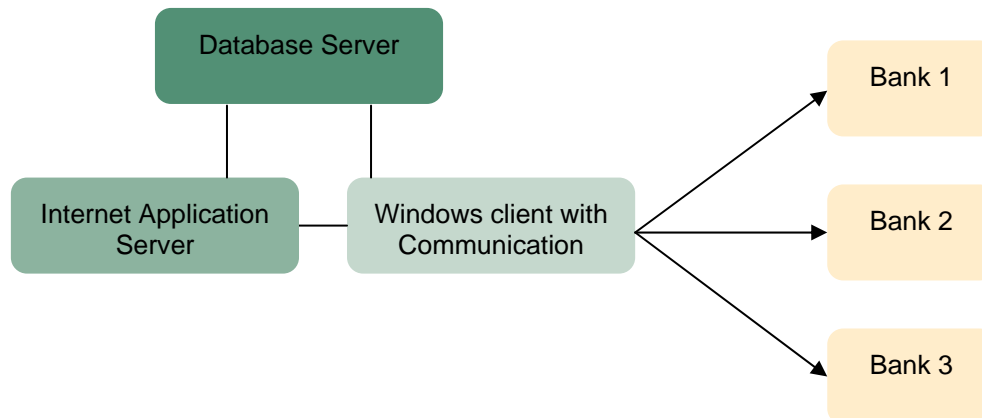 Database Server
Bank 1
Internet Application
Server
Windows client with
Communication
Bank 2
Bank 3